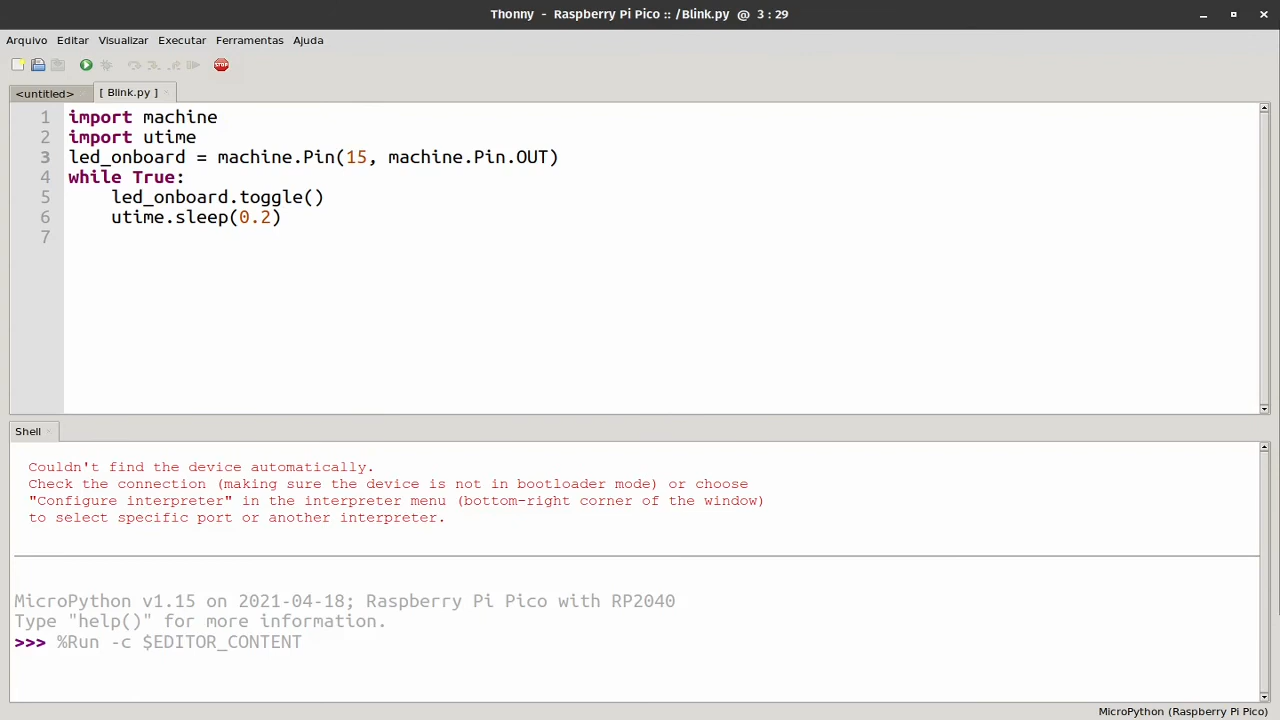 Thonny - Raspberry Pi Pico :: /Blink.py @ 3 : 29
Arquivo Editar Visualizar Executar Ferramentas Ajuda
STOP
<untitled> [ Blink.py ]
1 import machine
2 import utime
3 led_onboard = machine.Pin(15, machine.Pin.OUT)
4 while True:
5 led_onboard.toggle()
6 utime.sleep(0.2)
7
Shell
Couldn't find the device automatically.
Check the connection (making sure the device is not in bootloader mode) or choose
"Configure interpreter" in the interpreter menu (bottom-right corner of the window)
to select specific port or another interpreter.
MicroPython v1.15 on 2021-04-18; Raspberry Pi Pico with RP2040
Type "help()" for more information.
>>> %Run -c $EDITOR_CONTENT
MicroPython (Raspberry Pi Pico)